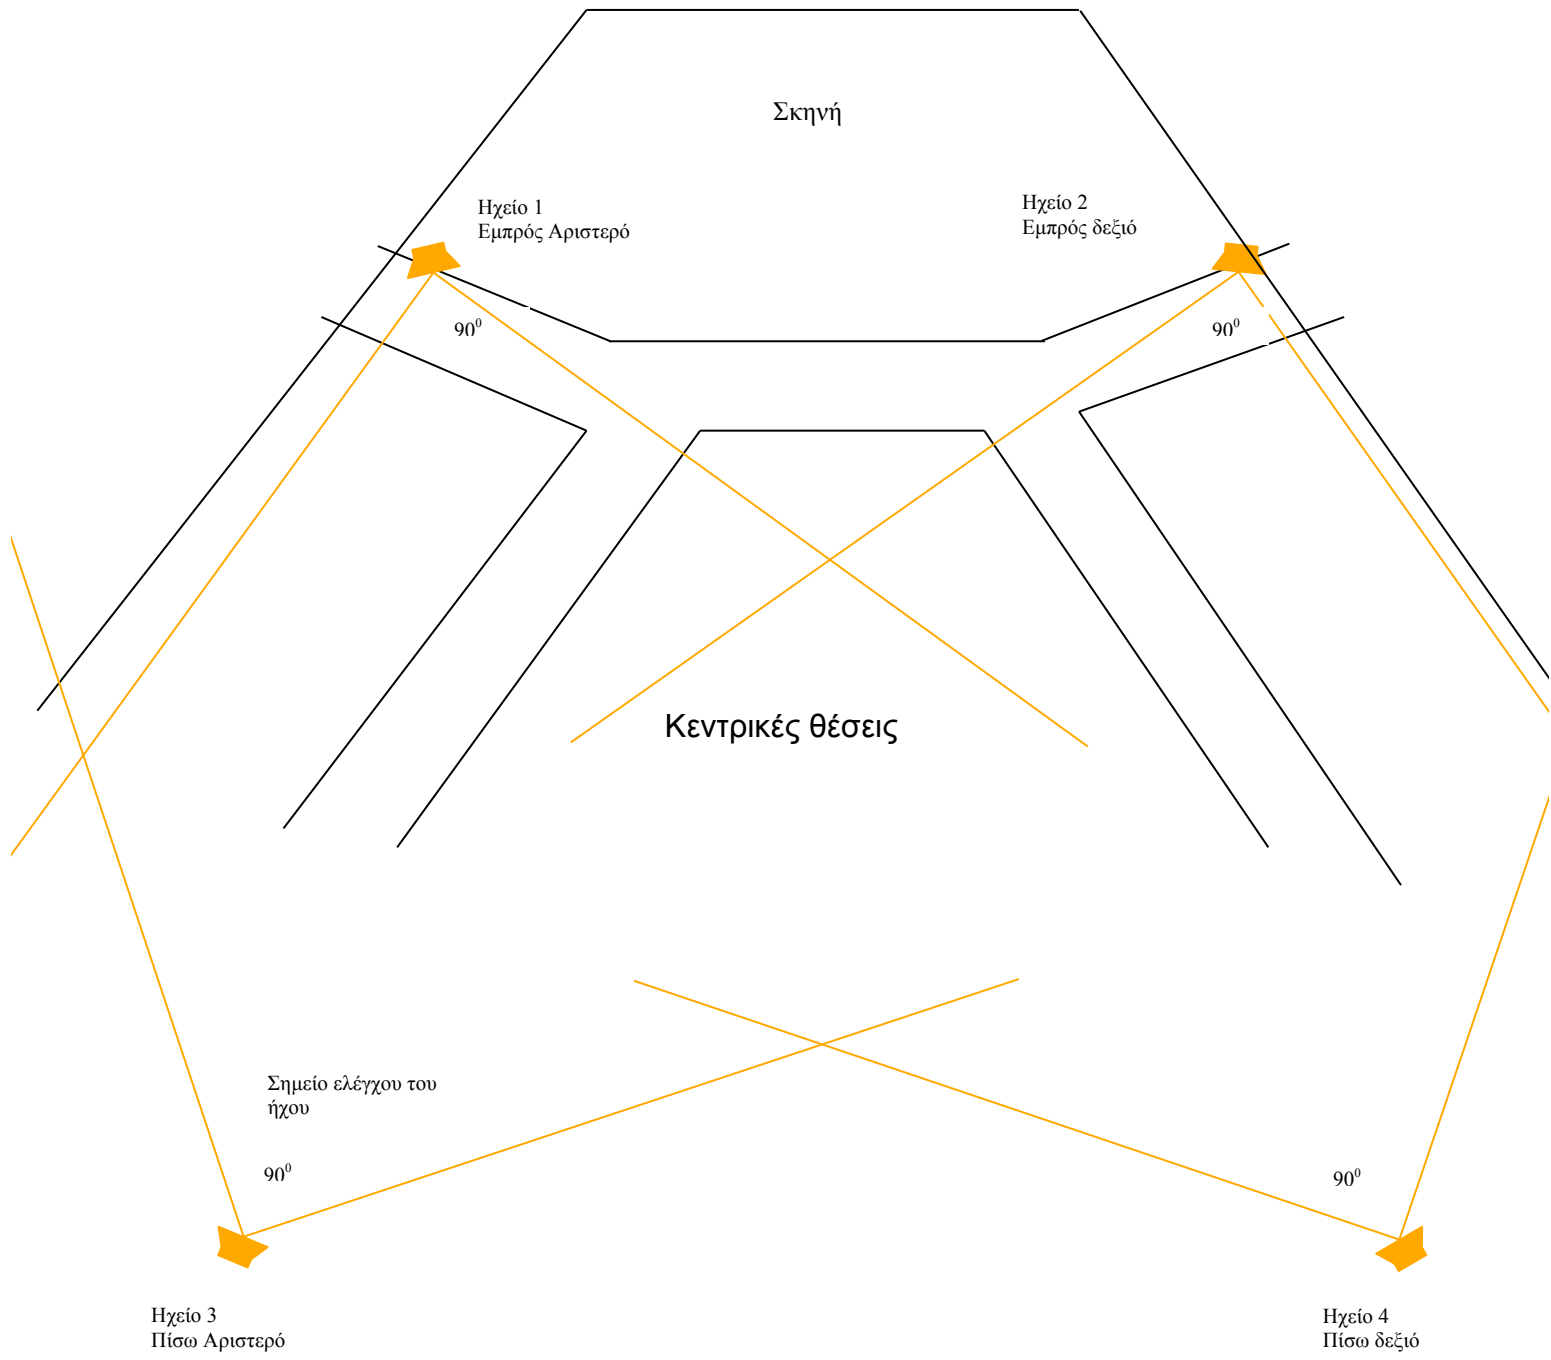 Σκηνή
Ηχείο 1
Εμπρός Αριστερό
Ηχείο 2
Εμπρός δεξιό
90⁰
90⁰
Κεντρικές θέσεις
Σημείο ελέγχου του
ήχου
90⁰
90⁰
Ηχείο 3
Πίσω Αριστερό
Ηχείο 4
Πίσω δεξιό